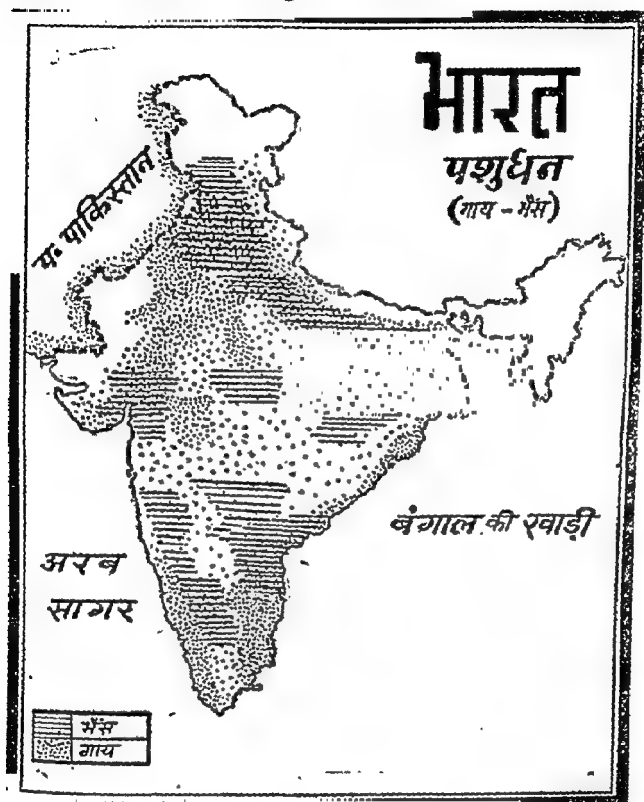 भारत
पशुधन
(गाय - भैंस)
प॰ पाकिस्तान
बंगाल की खाड़ी
अरब
सागर
भैंस
गाय